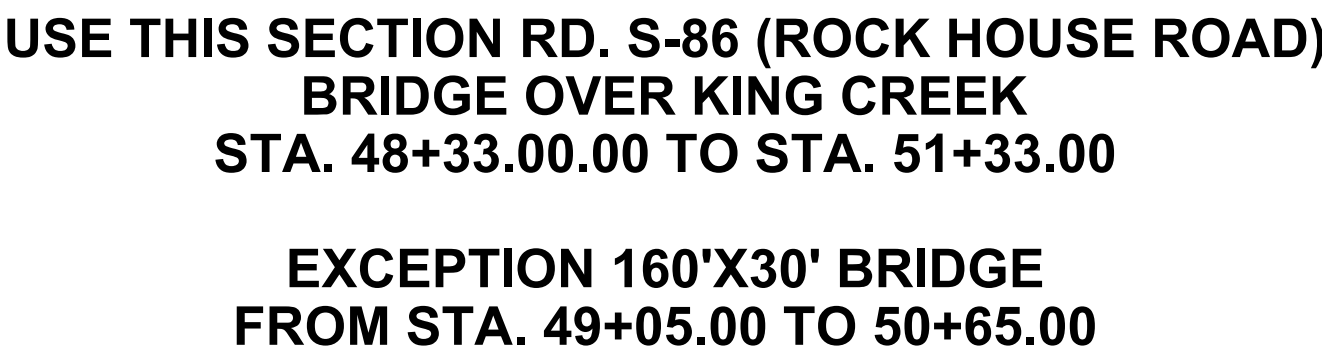 USE THIS SECTION RD. S-86 (ROCK HOUSE ROAD)
BRIDGE OVER KING CREEK
STA. 48+33.00.00 TO STA. 51+33.00
EXCEPTION 160'X30' BRIDGE
FROM STA. 49+05.00 TO 50+65.00